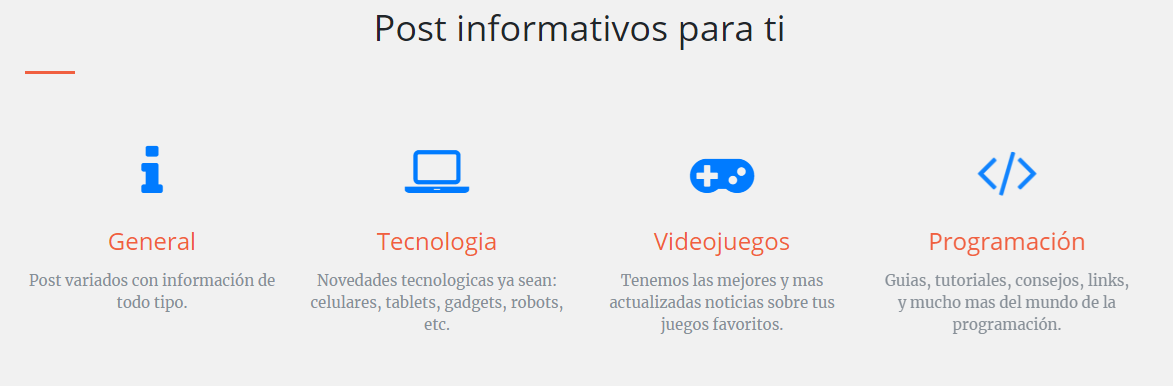 Post informativos para ti
General
Post variados con información de
todo tipo.
Tecnologia
Novedades tecnologicas ya sean:
celulares, tablets, gadgets, robots,
etc.
Videojuegos
Tenemos las mejores y mas
actualizadas noticias sobre tus
juegos favoritos.
Programación
Guias, tutoriales, consejos, links,
y mucho mas del mundo de la
programación.